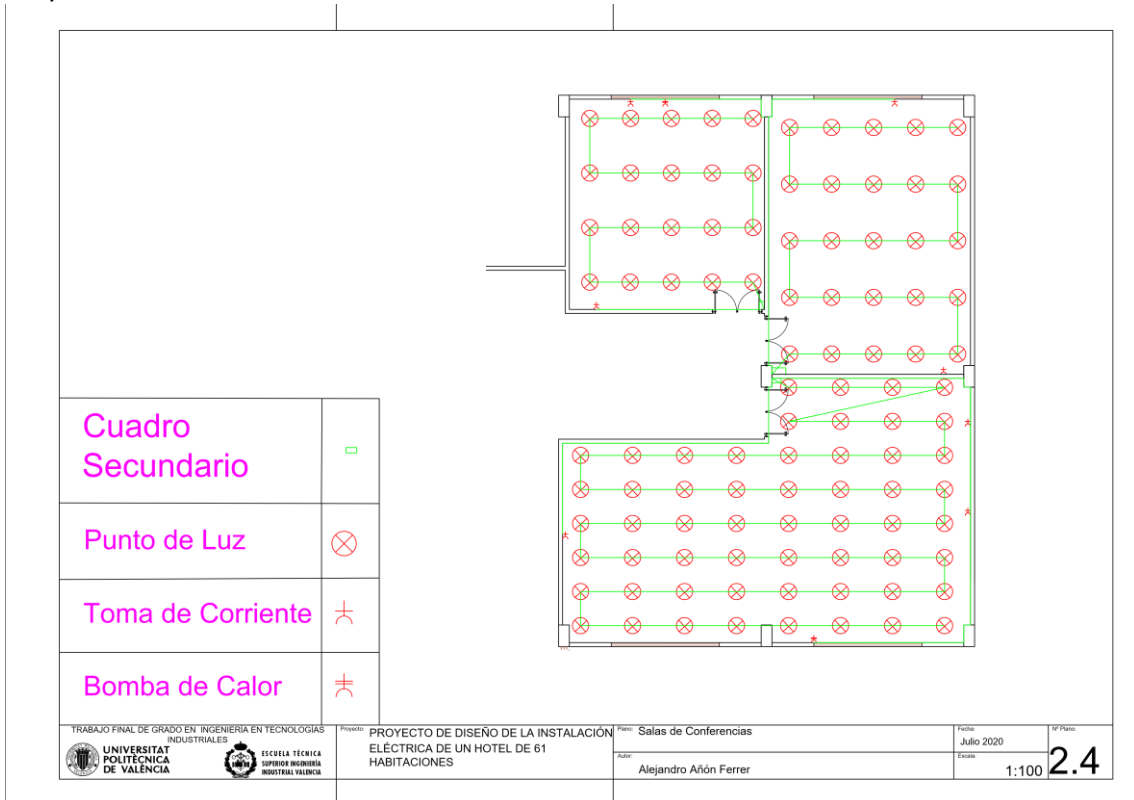 Cuadro
Secundario
Punto de Luz
Toma de Corriente
Bomba de Calor
TRABAJO FINAL DE GRADO EN INGENIERÍA EN TECNOLOGÍAS
INDUSTRIALES
UNIVERSITAT
POLITÈCNICA
DE VALÈNCIA
ESCUELA TÉCNICA
SUPERIOR INGENIERÍA
INDUSTRIAL VALENCIA
Proyecto:
PROYECTO DE DISEÑO DE LA INSTALACIÓN
ELÉCTRICA DE UN HOTEL DE 61
HABITACIONES
Plano:
Salas de Conferencias
Autor:
Alejandro Añón Ferrer
Fecha:
Julio 2020
Escala:
1:100
Nº Plano:
2.4